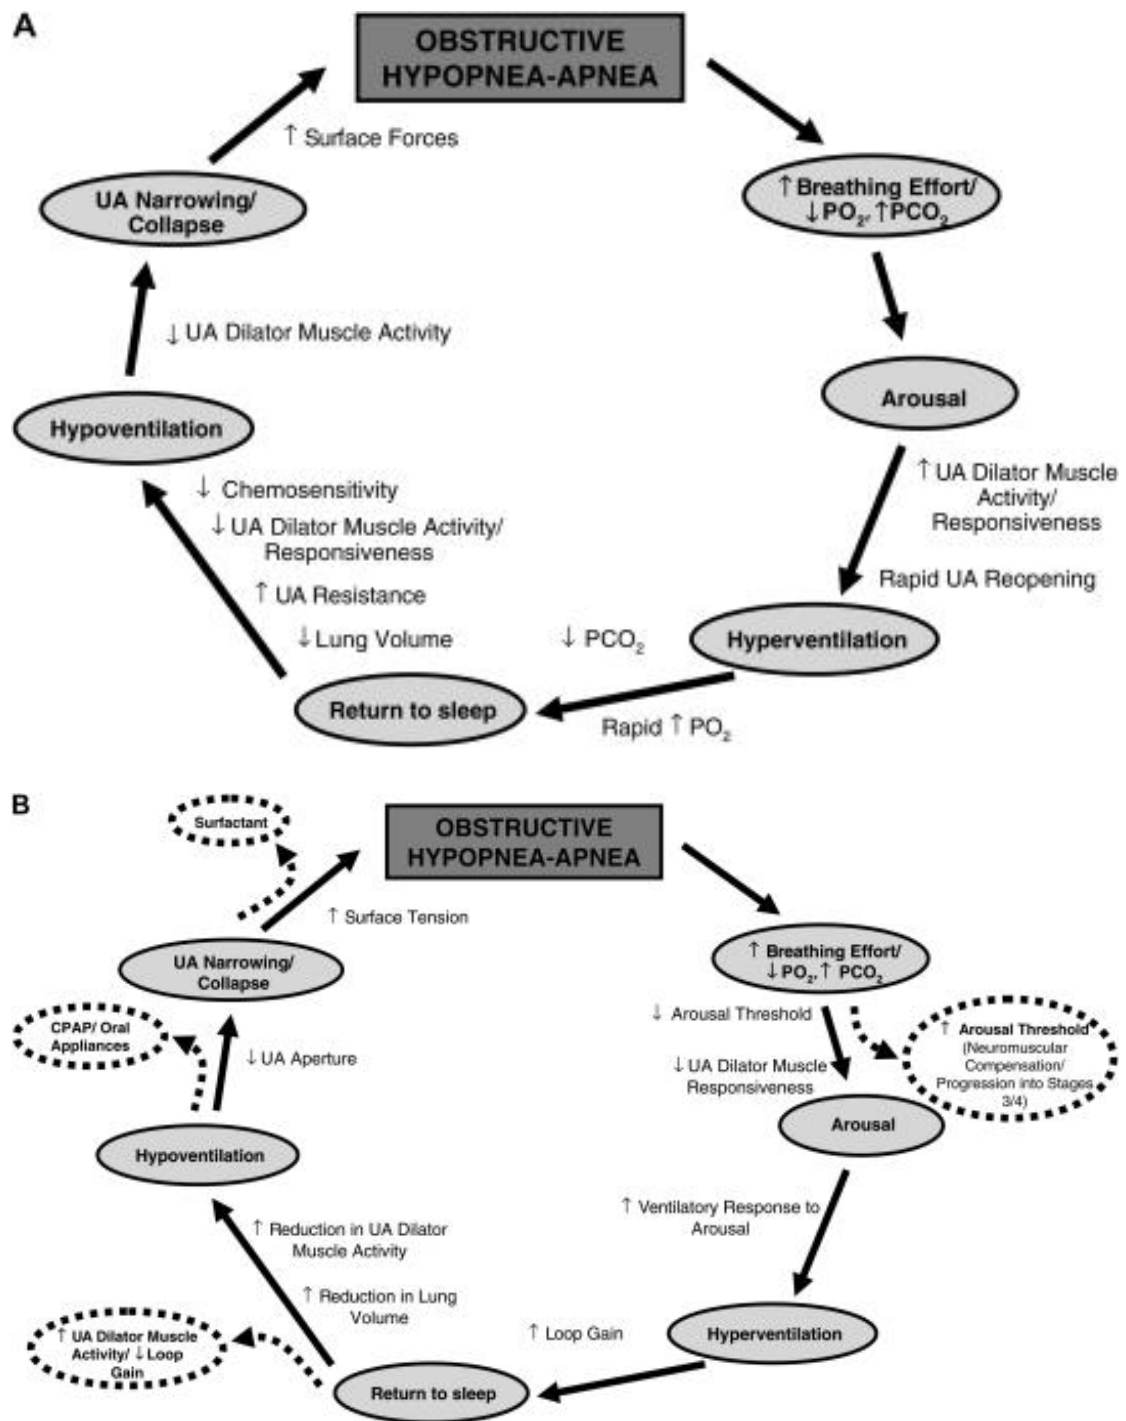 A
OBSTRUCTIVE
HYPOPNEA-APNEA
↑ Surface Forces
UA Narrowing/
Collapse
↑ Breathing Effort/
↓ PO₂, ↑ PCO₂
↓ UA Dilator Muscle Activity
Arousal
Hypoventilation
↑ UA Dilator Muscle
Activity/
Responsiveness
↓ Chemosensitivity
↓ UA Dilator Muscle Activity/
Responsiveness
Rapid UA Reopening
↑ UA Resistance
↓ Lung Volume
↓ PCO₂
Hyperventilation
Return to sleep
Rapid ↑ PO₂
B
Surfactant
OBSTRUCTIVE
HYPOPNEA-APNEA
↑ Surface Tension
UA Narrowing/
Collapse
↑ Breathing Effort/
↓ PO₂, ↑ PCO₂
↓ Arousal Threshold
CPAP/ Oral
Appliances
↑ Arousal Threshold
(Neuromuscular
Compensation/
Progression into Stages
3/4)
↓ UA Aperture
↓ UA Dilator Muscle
Responsiveness
Arousal
Hypoventilation
↑ Ventilatory Response to
Arousal
↑ Reduction in UA Dilator
Muscle Activity
↑ Reduction in Lung
Volume
↑ UA Dilator Muscle
Activity/ ↓ Loop
Gain
↑ Loop Gain
Hyperventilation
Return to sleep